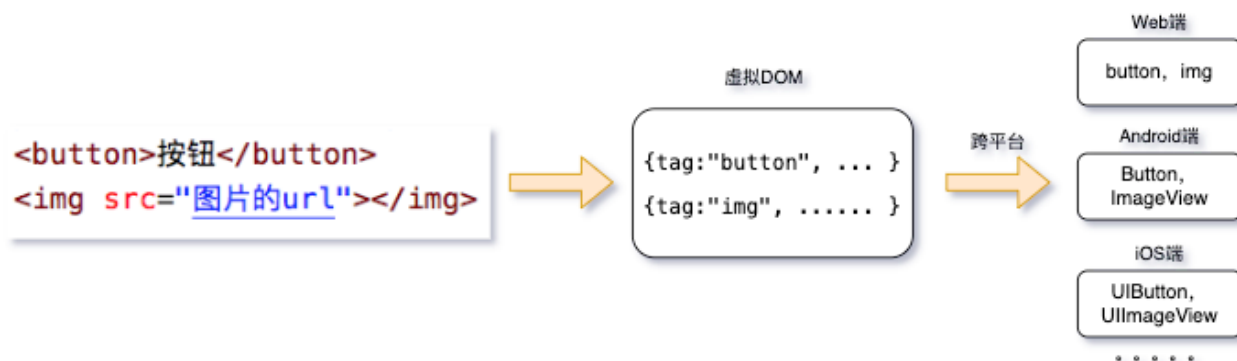 <button>按钮</button>
<img src="图片的url"></img>
虚拟DOM
{tag:"button", ... }
{tag:"img", ...... }
跨平台
Web端
button，img
Android端
Button，
ImageView
iOS端
UIButton，
UIImageView
。。。。。